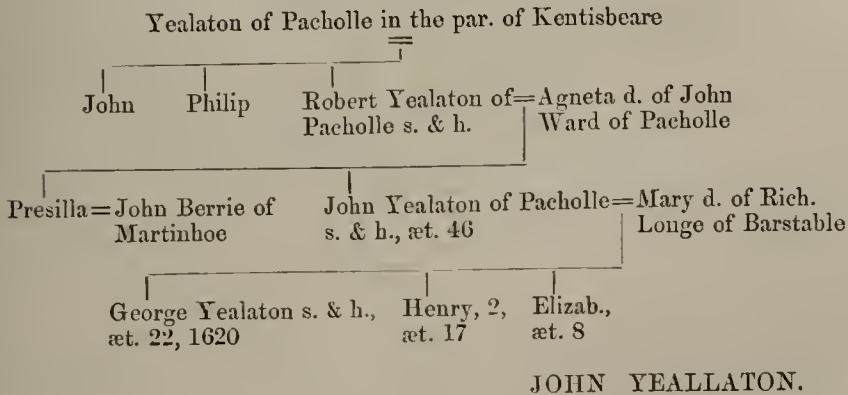 Yealaton of Pacholle in the par. of Kentisbeare
John Philip Robert Yealaton of=Agneta d. of John
Pacholle s. & h. Ward of Pacholle
Presilla=John Berrie of John Yealaton of Pacholle=Mary d. of Rich.
Martinhoe s. & h., æt. 46 Longe of Barstable
George Yealaton s. & h., Henry, 2, Elizab.,
æt. 22, 1620 æt. 17 æt. 8
JOHN YEALLATON.